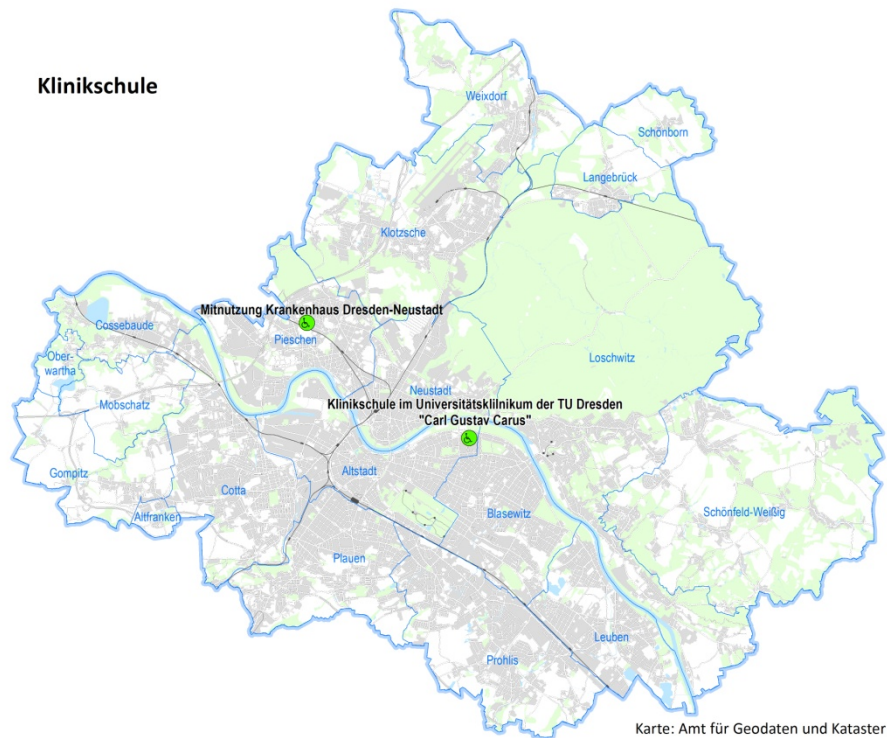 Klinikschule
Weixdorf
Schönborn
Langebrück
Klotzsche
Mitnutzung Krankenhaus Dresden-Neustadt
Cossebaude
Pieschen
Ober-
wartha
Loschwitz
Mobschatz
Neustadt
Klinikschule im Universitätsklilnikum der TU Dresden
"Carl Gustav Carus"
Gompitz
Altstadt
Cotta
Schönfeld-Weißig
Altfranken
Blasewitz
Plauen
Leuben
Prohlis
Karte: Amt für Geodaten und Kataster